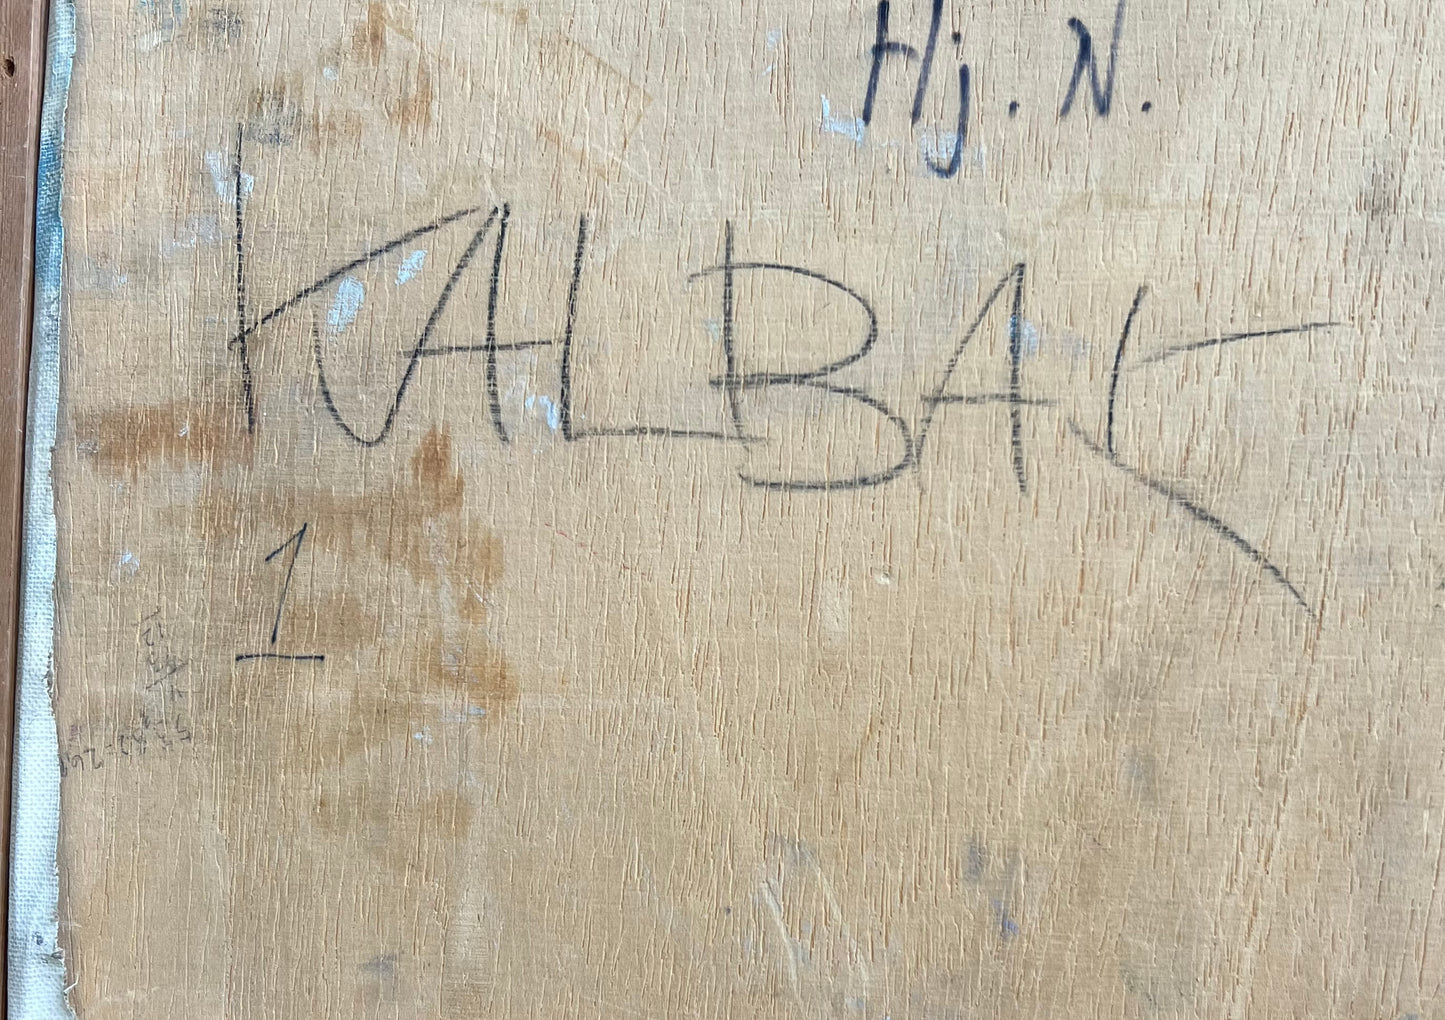 Hj. N.
KALBAK
1